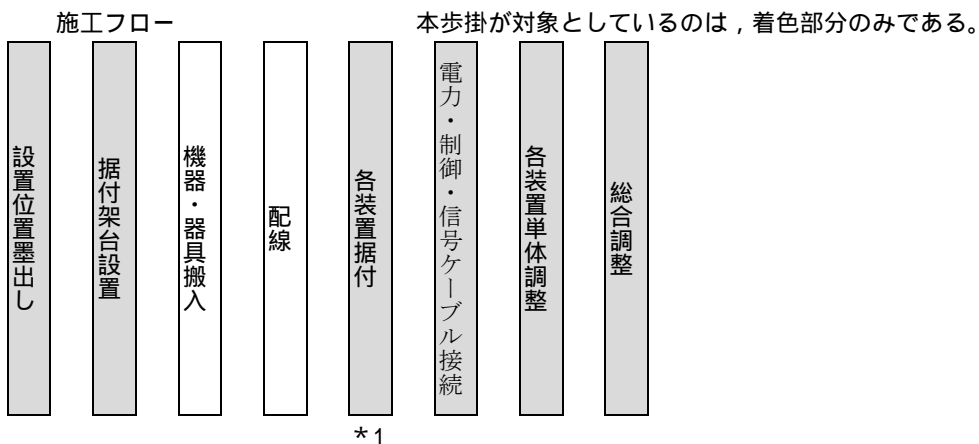 施工フロー
本歩掛が対象としているのは，着色部分のみである。
設置位置墨出し
据付架台設置
機器・器具搬入
配線
各装置据付
電力・制御・信号ケーブル接続
各装置単体調整
総合調整
＊1